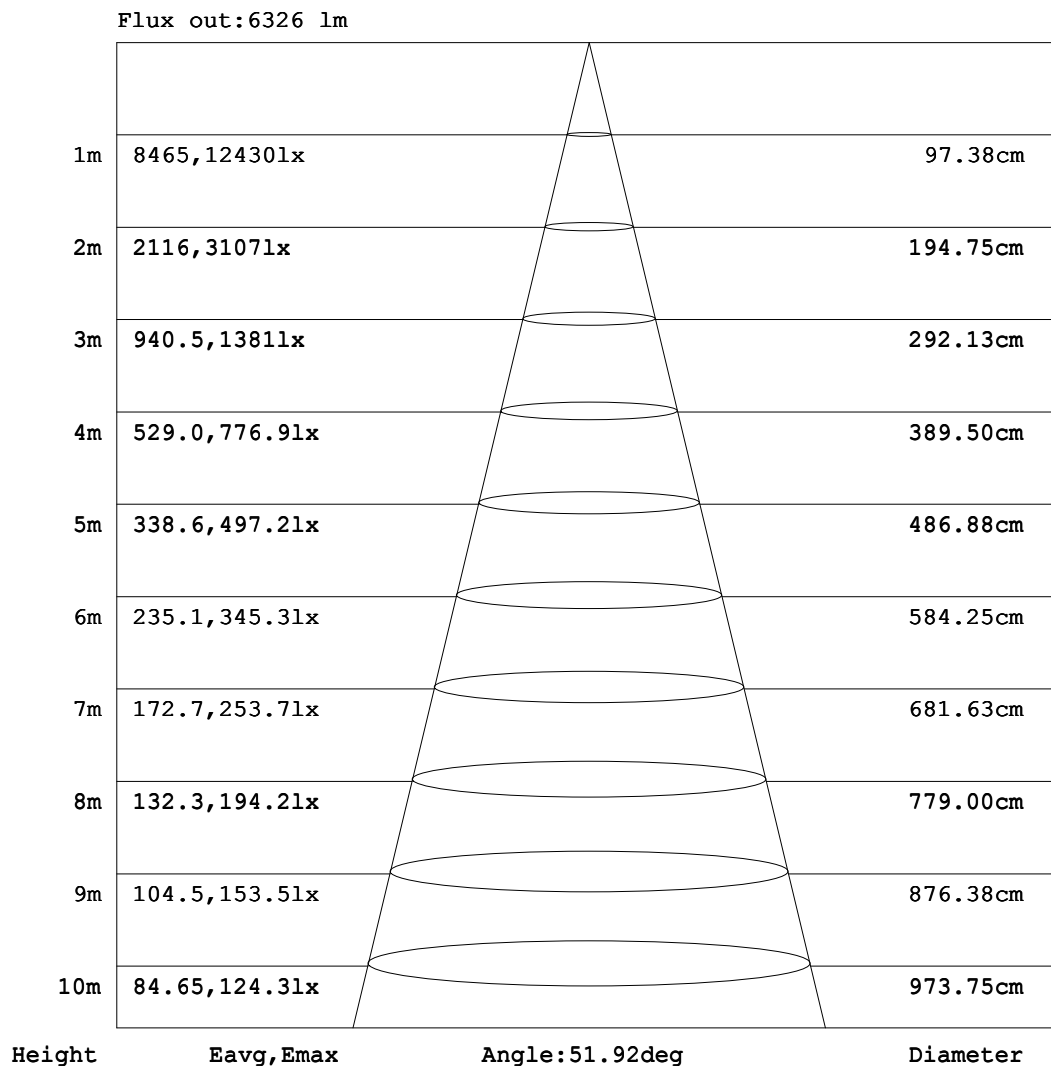 Flux out:6326 lm
1m 8465,12430lx 97.38cm
2m 2116,3107lx 194.75cm
3m 940.5,1381lx 292.13cm
4m 529.0,776.9lx 389.50cm
5m 338.6,497.2lx 486.88cm
6m 235.1,345.3lx 584.25cm
7m 172.7,253.7lx 681.63cm
8m 132.3,194.2lx 779.00cm
9m 104.5,153.5lx 876.38cm
10m 84.65,124.3lx 973.75cm
Height Eavg,Emax Angle:51.92deg Diameter